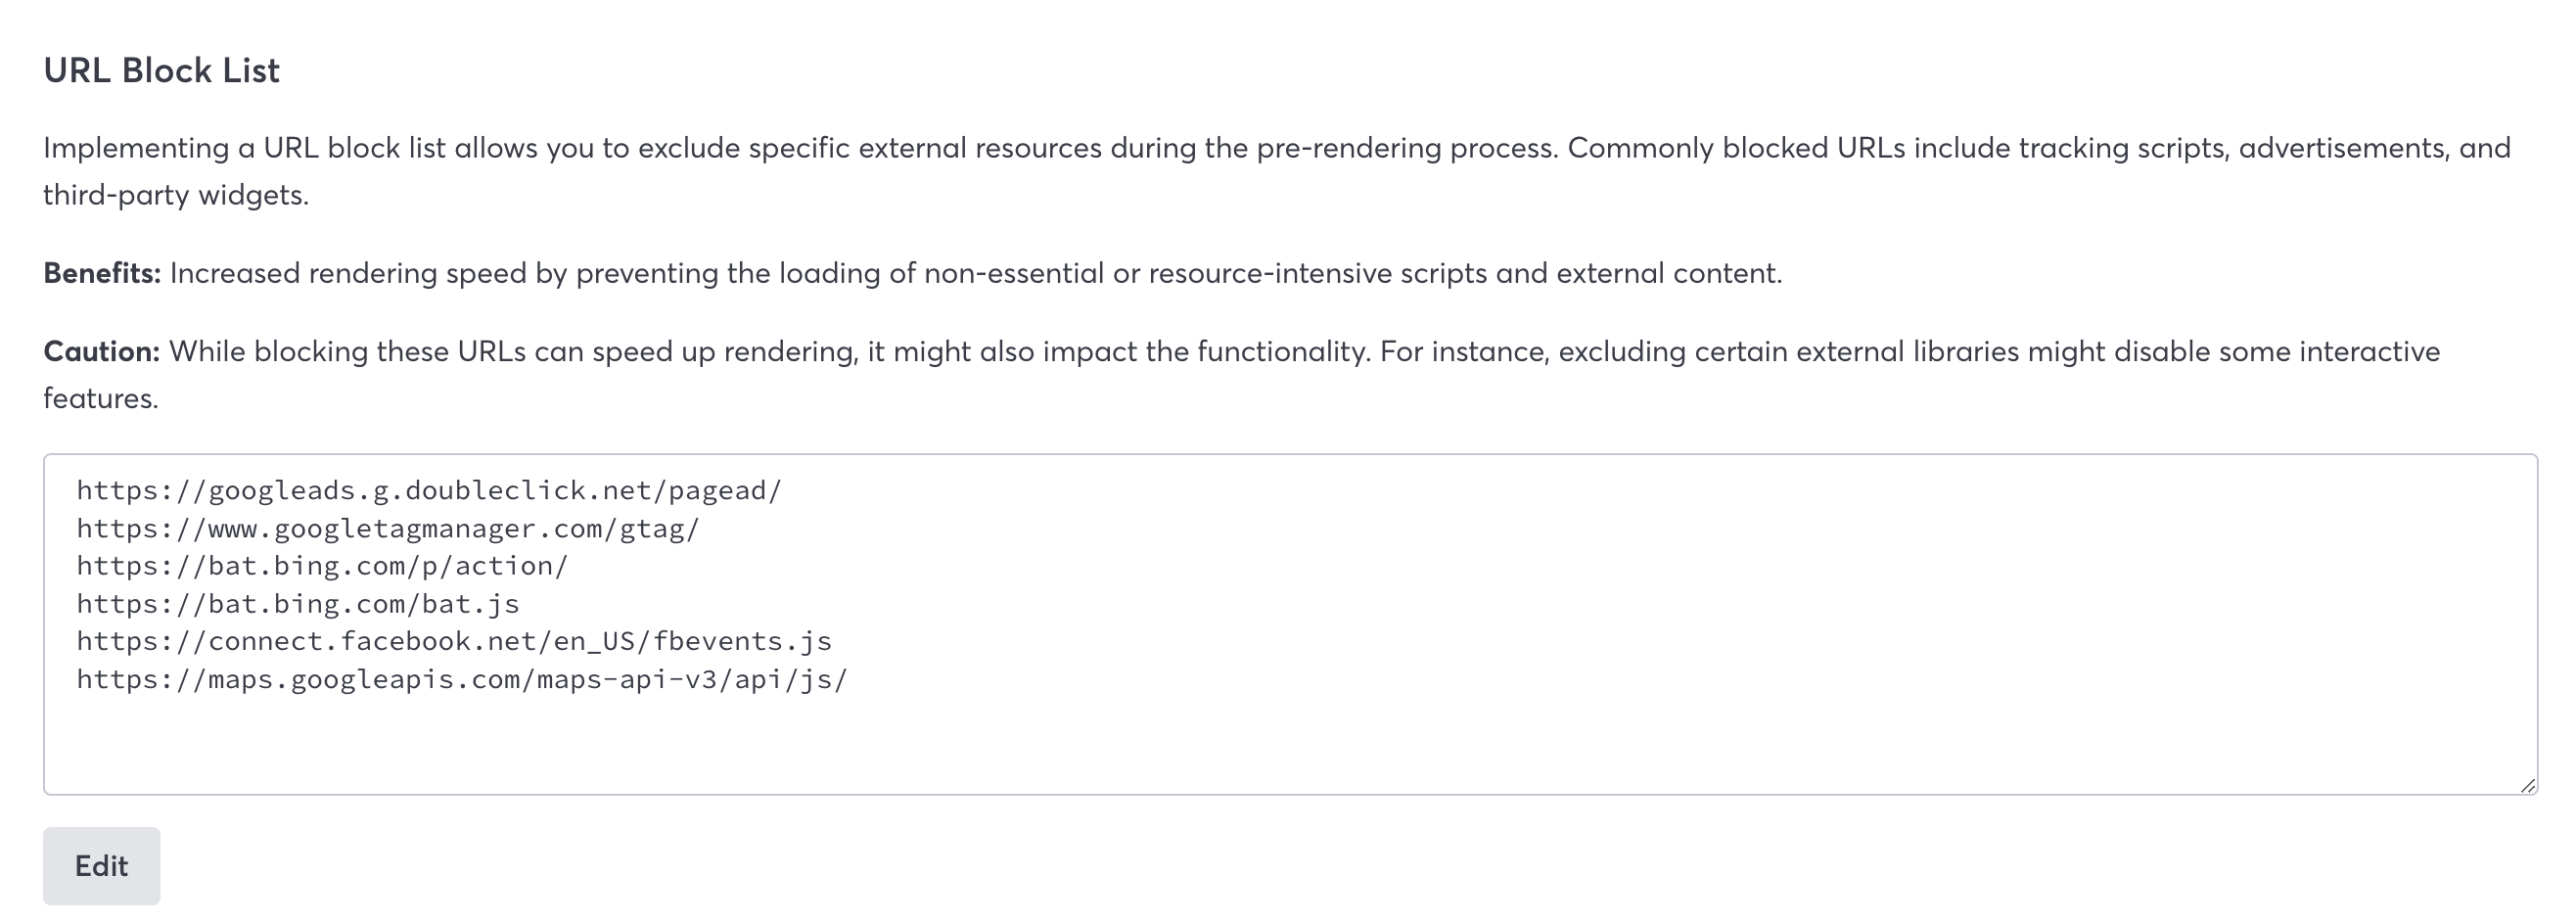 URL Block List
Implementing a URL block list allows you to exclude specific external resources during the pre-rendering process. Commonly blocked URLs include tracking scripts, advertisements, and
third-party widgets.
Benefits: Increased rendering speed by preventing the loading of non-essential or resource-intensive scripts and external content.
Caution: While blocking these URLs can speed up rendering, it might also impact the functionality. For instance, excluding certain external libraries might disable some interactive
features.
https://googleads.g.doubleclick.net/pagead/
https://www.googletagmanager.com/gtag/
https://bat.bing.com/p/action/
https://bat.bing.com/bat.js
https://connect.facebook.net/en_US/fbevents.js
https://maps.googleapis.com/maps-api-v3/api/js/
Edit